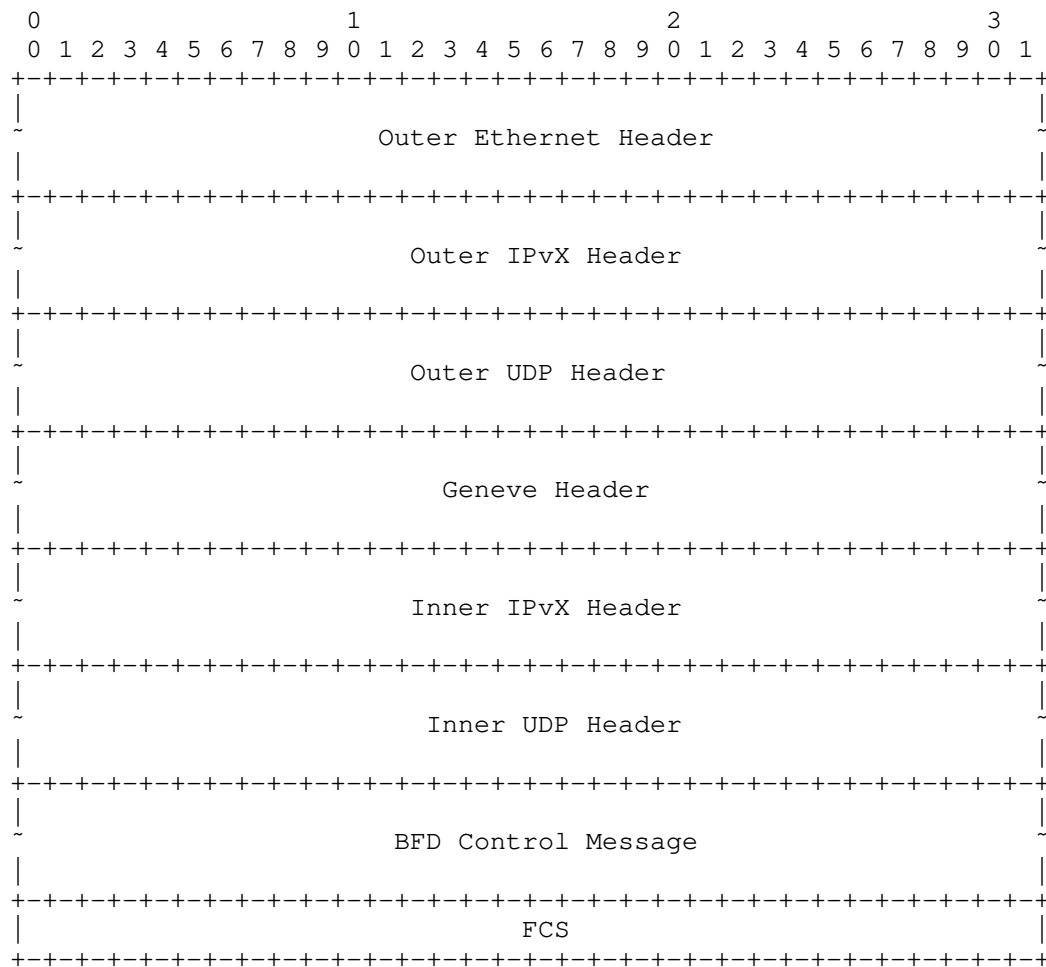 0                   1                   2                   3
 0 1 2 3 4 5 6 7 8 9 0 1 2 3 4 5 6 7 8 9 0 1 2 3 4 5 6 7 8 9 0 1
+-+-+-+-+-+-+-+-+-+-+-+-+-+-+-+-+-+-+-+-+-+-+-+-+-+-+-+-+-+-+-+-+
|                                                               |
~                      Outer Ethernet Header                    ~
|                                                               |
+-+-+-+-+-+-+-+-+-+-+-+-+-+-+-+-+-+-+-+-+-+-+-+-+-+-+-+-+-+-+-+-+
|                                                               |
~                        Outer IPvX Header                      ~
|                                                               |
+-+-+-+-+-+-+-+-+-+-+-+-+-+-+-+-+-+-+-+-+-+-+-+-+-+-+-+-+-+-+-+-+
|                                                               |
~                        Outer UDP Header                       ~
|                                                               |
+-+-+-+-+-+-+-+-+-+-+-+-+-+-+-+-+-+-+-+-+-+-+-+-+-+-+-+-+-+-+-+-+
|                                                               |
~                          Geneve Header                        ~
|                                                               |
+-+-+-+-+-+-+-+-+-+-+-+-+-+-+-+-+-+-+-+-+-+-+-+-+-+-+-+-+-+-+-+-+
|                                                               |
~                        Inner IPvX Header                      ~
|                                                               |
+-+-+-+-+-+-+-+-+-+-+-+-+-+-+-+-+-+-+-+-+-+-+-+-+-+-+-+-+-+-+-+-+
|                                                               |
~                         Inner UDP Header                      ~
|                                                               |
+-+-+-+-+-+-+-+-+-+-+-+-+-+-+-+-+-+-+-+-+-+-+-+-+-+-+-+-+-+-+-+-+
|                                                               |
~                       BFD Control Message                     ~
|                                                               |
+-+-+-+-+-+-+-+-+-+-+-+-+-+-+-+-+-+-+-+-+-+-+-+-+-+-+-+-+-+-+-+-+
|                               FCS                             |
+-+-+-+-+-+-+-+-+-+-+-+-+-+-+-+-+-+-+-+-+-+-+-+-+-+-+-+-+-+-+-+-+